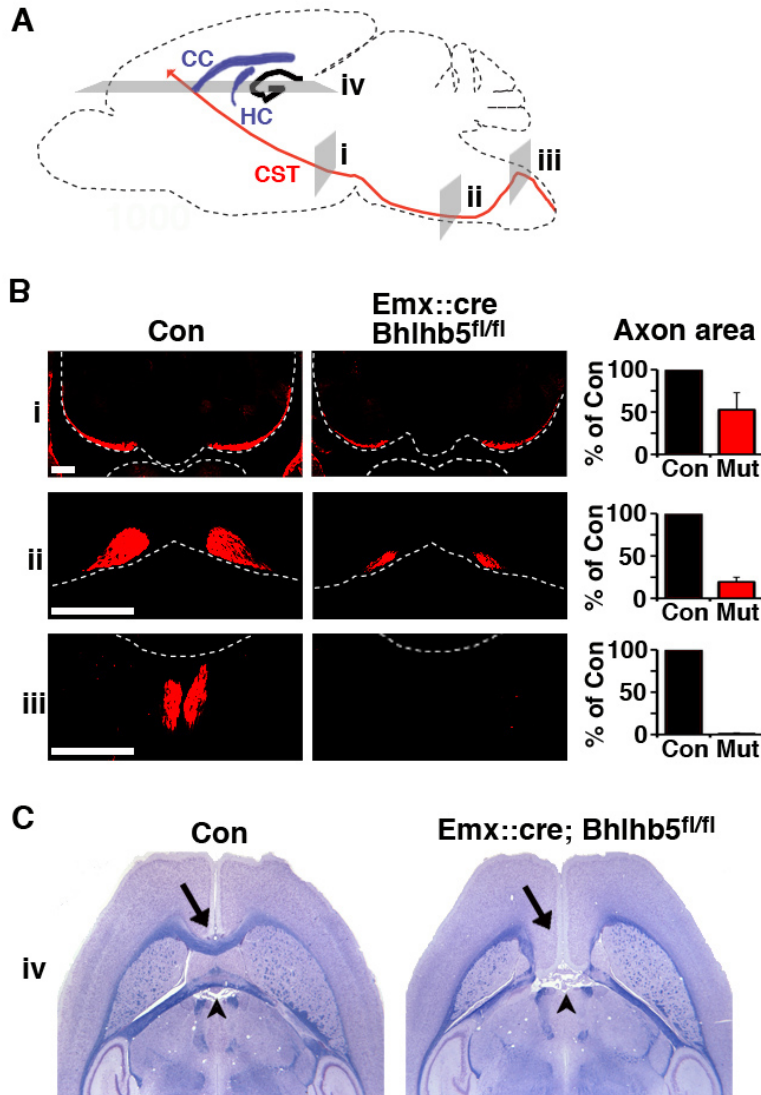 A
CC
HC
iv
CST
i
ii
iii
1000
B
Con
Emx::cre
Bhlhb5fl/fl
Axon area
i
% of Con
100
50
0
Con Mut
ii
% of Con
100
50
0
Con Mut
iii
% of Con
100
50
0
Con Mut
C
Con
Emx::cre; Bhlhb5fl/fl
iv